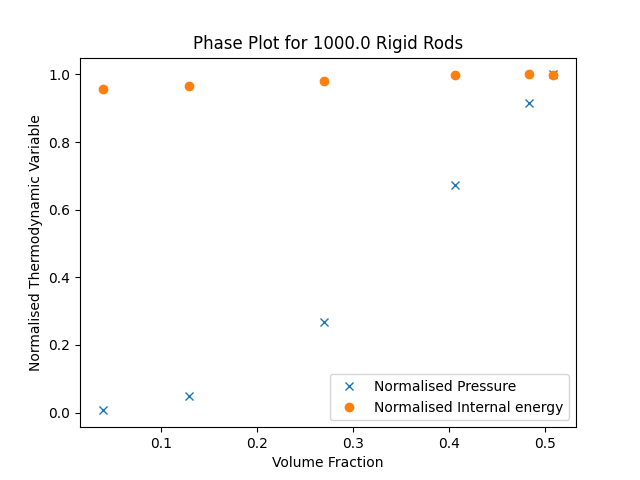 Phase Plot for 1000.0 Rigid Rods
Normalised Thermodynamic Variable
1.0
0.8
0.6
0.4
0.2
0.0
Normalised Pressure
Normalised Internal energy
0.1 0.2 0.3 0.4 0.5
Volume Fraction